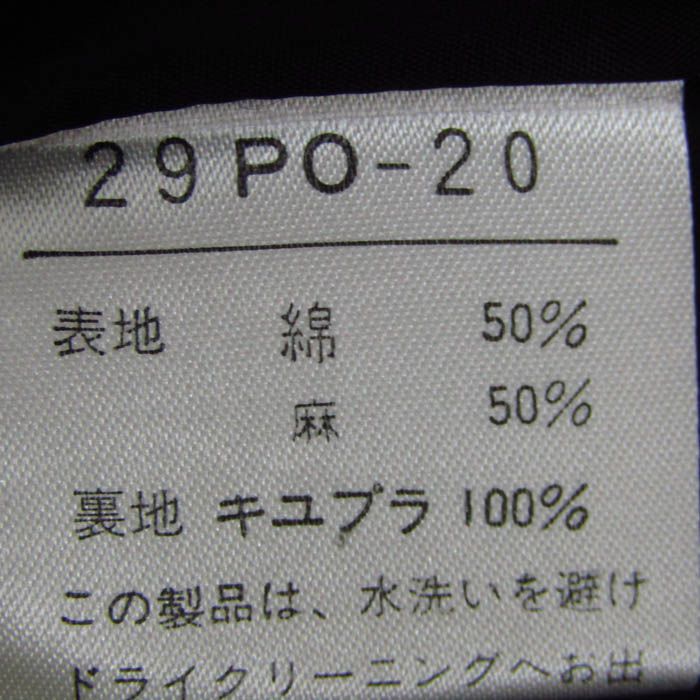 29PO-20
表地 綿 50%
麻 50%
裏地 キユプラ 100%
この製品は、水洗いを避け
ドライクリーニングへお出